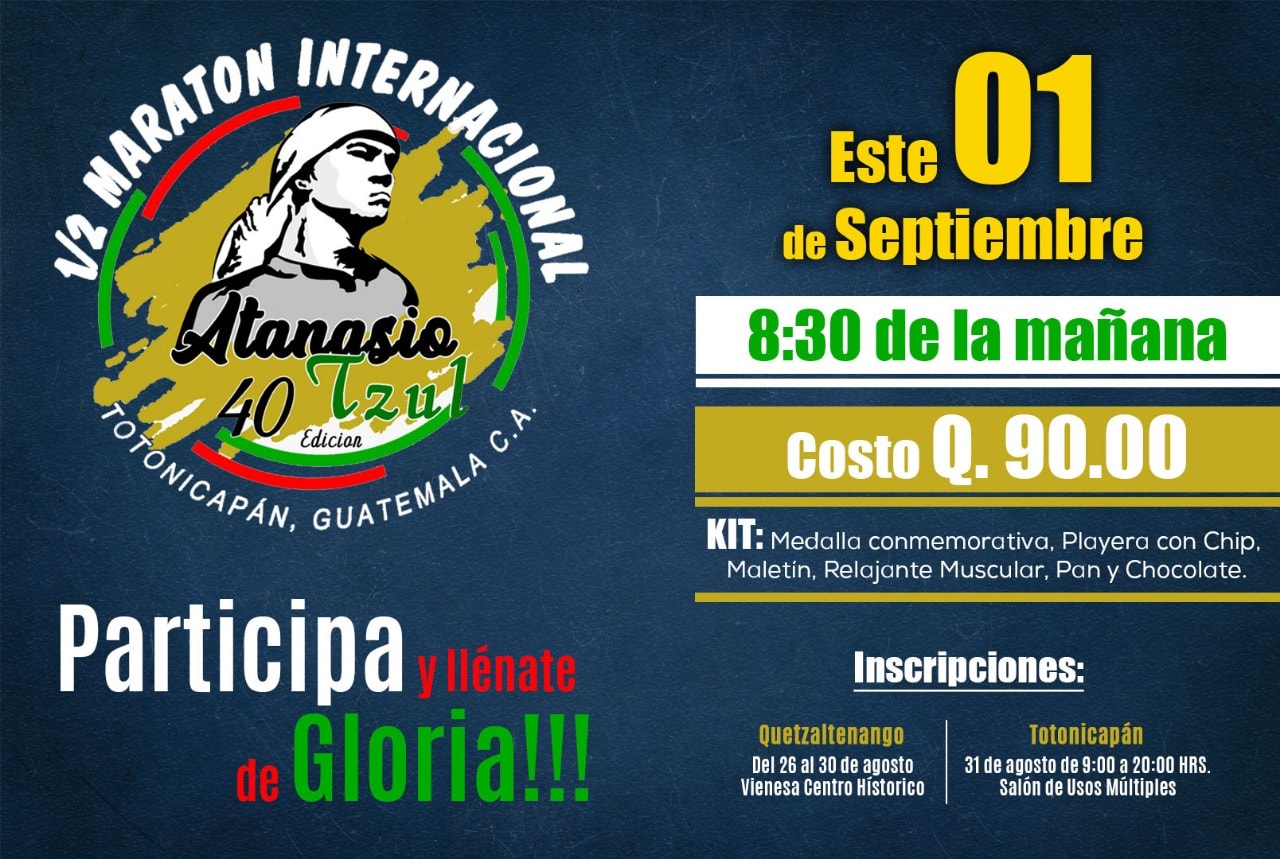 1/2 MARATON INTERNACIONAL
Atanasio
Tzul
40
Edicion
TOTONICAPÁN, GUATEMALA C.A.
Participa y llénate
de Gloria!!!
Este 01
de Septiembre
8:30 de la mañana
Costo Q. 90.00
KIT: Medalla conmemorativa, Playera con Chip,
Maletín, Relajante Muscular, Pan y Chocolate.
Inscripciones:
Quetzaltenango
Del 26 al 30 de agosto
Vienesa Centro Hístorico
Totonicapán
31 de agosto de 9:00 a 20:00 HRS.
Salón de Usos Múltiples